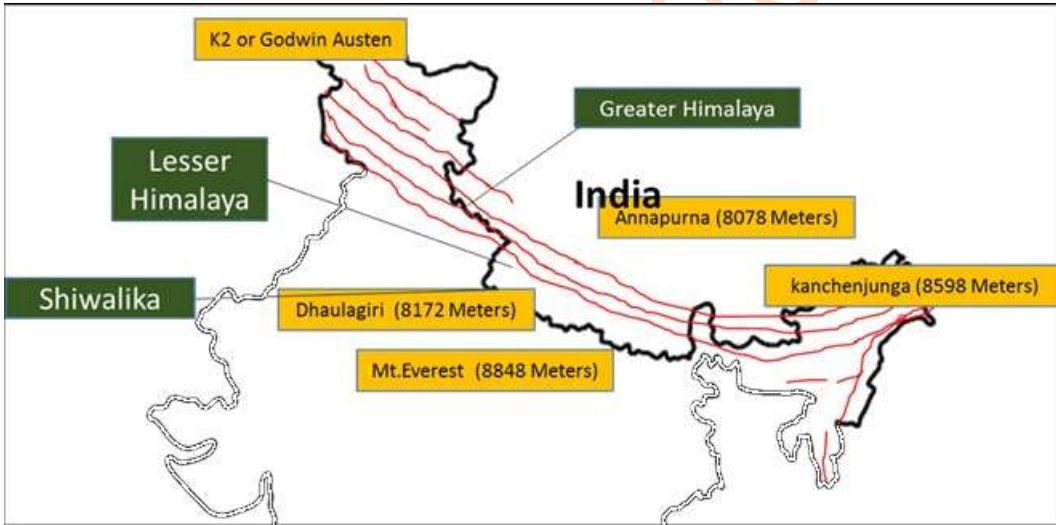 K2 or Godwin Austen
Greater Himalaya
Lesser
Himalaya
India
Annapurna (8078 Meters)
kanchenjunga (8598 Meters)
Shiwalika
Dhaulagiri (8172 Meters)
Mt.Everest (8848 Meters)